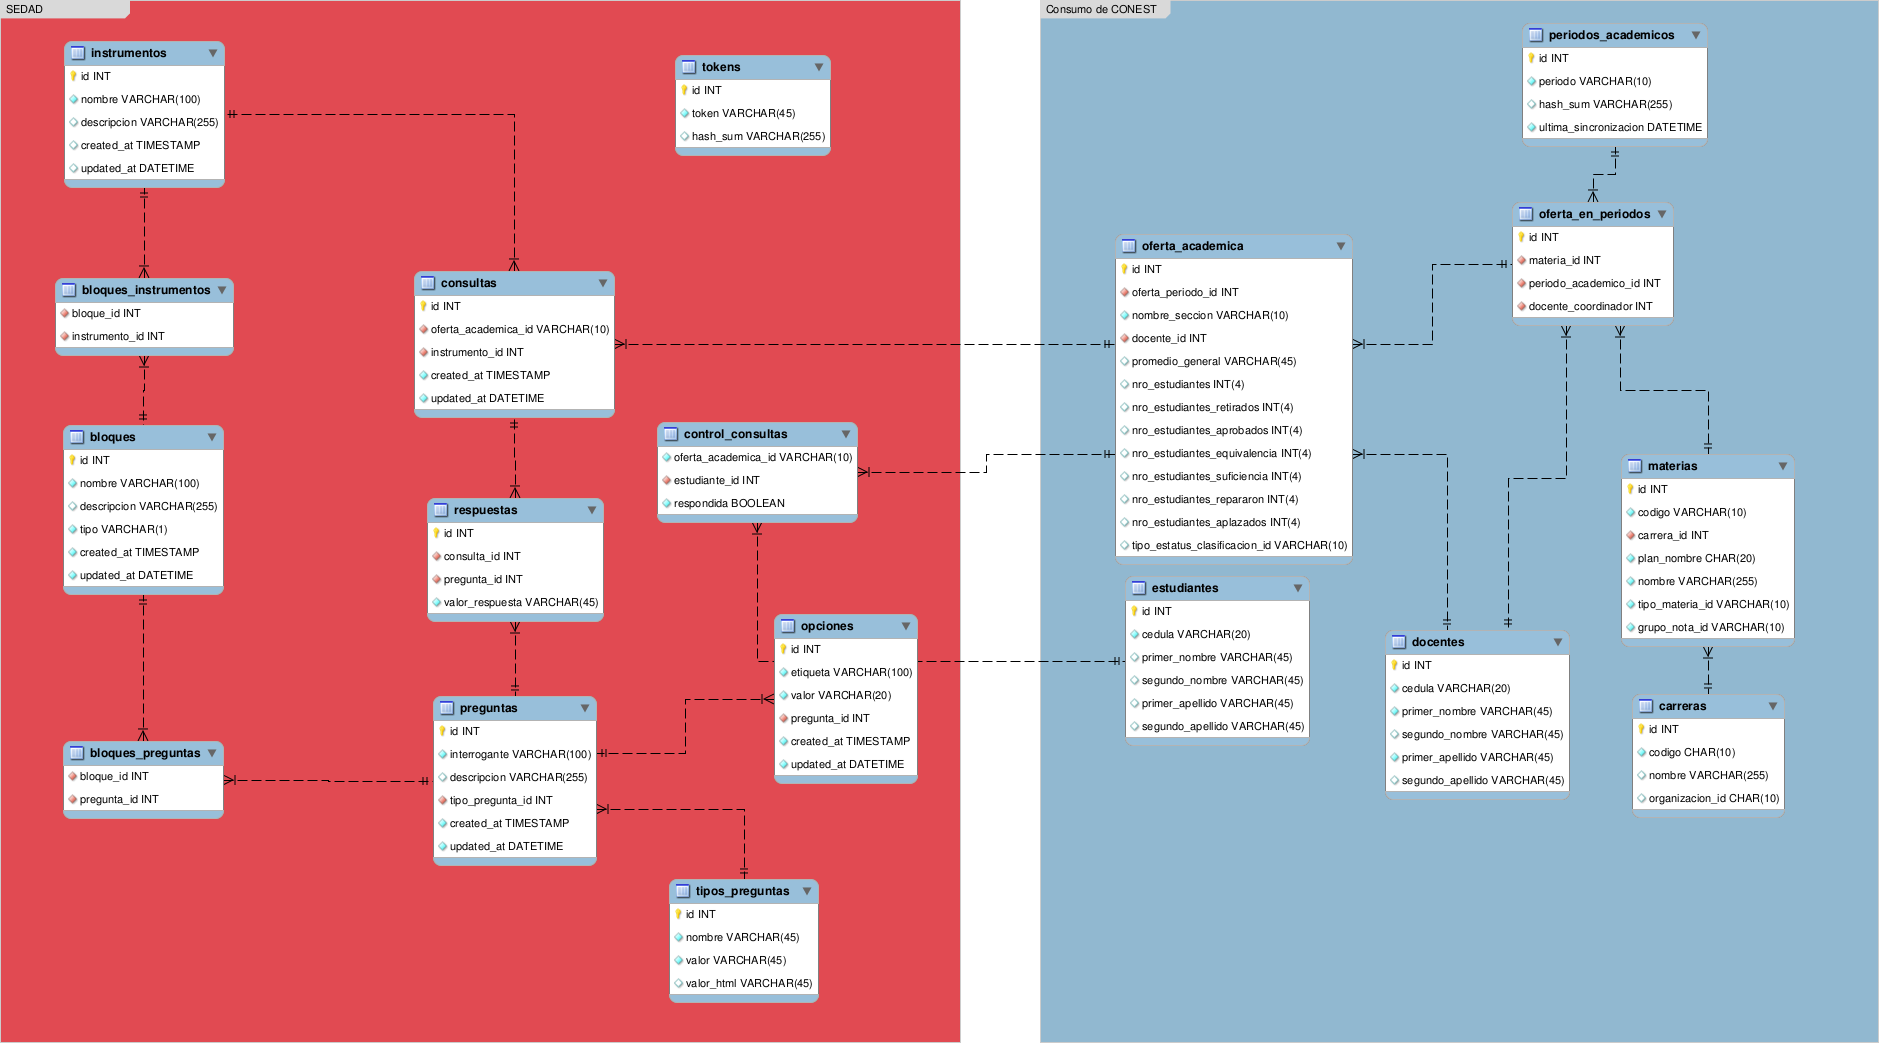 SEDAD
instrumentos
id INT
nombre VARCHAR(100)
descripcion VARCHAR(255)
created_at TIMESTAMP
updated_at DATETIME
bloques_instrumentos
bloque_id INT
instrumento_id INT
bloques
id INT
nombre VARCHAR(100)
descripcion VARCHAR(255)
tipo VARCHAR(1)
created_at TIMESTAMP
updated_at DATETIME
bloques_preguntas
bloque_id INT
pregunta_id INT
tokens
id INT
token VARCHAR(45)
hash_sum VARCHAR(255)
consultas
id INT
oferta_academica_id VARCHAR(10)
instrumento_id INT
created_at TIMESTAMP
updated_at DATETIME
respuestas
id INT
consulta_id INT
pregunta_id INT
valor_respuesta VARCHAR(45)
preguntas
id INT
interrogante VARCHAR(100)
descripcion VARCHAR(255)
tipo_pregunta_id INT
created_at TIMESTAMP
updated_at DATETIME
control_consultas
oferta_academica_id VARCHAR(10)
estudiante_id INT
respondida BOOLEAN
opciones
id INT
etiqueta VARCHAR(100)
valor VARCHAR(20)
pregunta_id INT
created_at TIMESTAMP
updated_at DATETIME
tipos_preguntas
id INT
nombre VARCHAR(45)
valor VARCHAR(45)
valor_html VARCHAR(45)
Consumo de CONEST
periodos_academicos
id INT
periodo VARCHAR(10)
hash_sum VARCHAR(255)
ultima_sincronizacion DATETIME
oferta_en_periodos
id INT
materia_id INT
periodo_academico_id INT
docente_coordinador INT
oferta_academica
id INT
oferta_periodo_id INT
nombre_seccion VARCHAR(10)
docente_id INT
promedio_general VARCHAR(45)
nro_estudiantes INT(4)
nro_estudiantes_retirados INT(4)
nro_estudiantes_aprobados INT(4)
nro_estudiantes_equivalencia INT(4)
nro_estudiantes_suficiencia INT(4)
nro_estudiantes_repararon INT(4)
nro_estudiantes_aplazados INT(4)
tipo_estatus_clasificacion_id VARCHAR(10)
estudiantes
id INT
cedula VARCHAR(20)
primer_nombre VARCHAR(45)
segundo_nombre VARCHAR(45)
primer_apellido VARCHAR(45)
segundo_apellido VARCHAR(45)
docentes
id INT
cedula VARCHAR(20)
primer_nombre VARCHAR(45)
segundo_nombre VARCHAR(45)
primer_apellido VARCHAR(45)
segundo_apellido VARCHAR(45)
materias
id INT
codigo VARCHAR(10)
carrera_id INT
plan_nombre CHAR(20)
nombre VARCHAR(255)
tipo_materia_id VARCHAR(10)
grupo_nota_id VARCHAR(10)
carreras
id INT
codigo CHAR(10)
nombre VARCHAR(255)
organizacion_id CHAR(10)